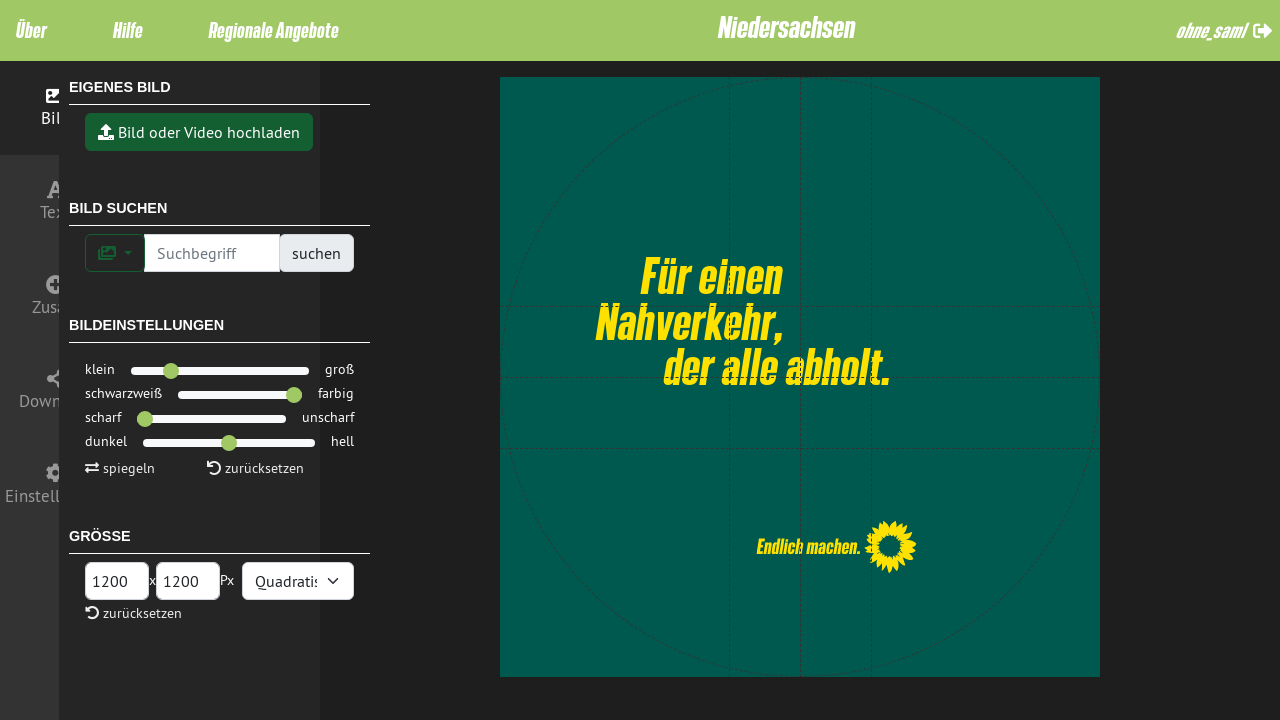 Über
Hilfe
Regionale Angebote
Niedersachsen
ohne_saml
EIGENES BILD
Bild oder Video hochladen
BILD SUCHEN
Suchbegriff
suchen
BILDEINSTELLUNGEN
klein
groß
schwarzweiß
farbig
scharf
unscharf
dunkel
hell
spiegeln
zurücksetzen
GRÖSSE
1200 x 1200 Px
Quadratis
zurücksetzen
Bil
Tex
Zusa
Down
Einstell
Für einen
Nahverkehr,
der alle abholt.
Endlich machen.